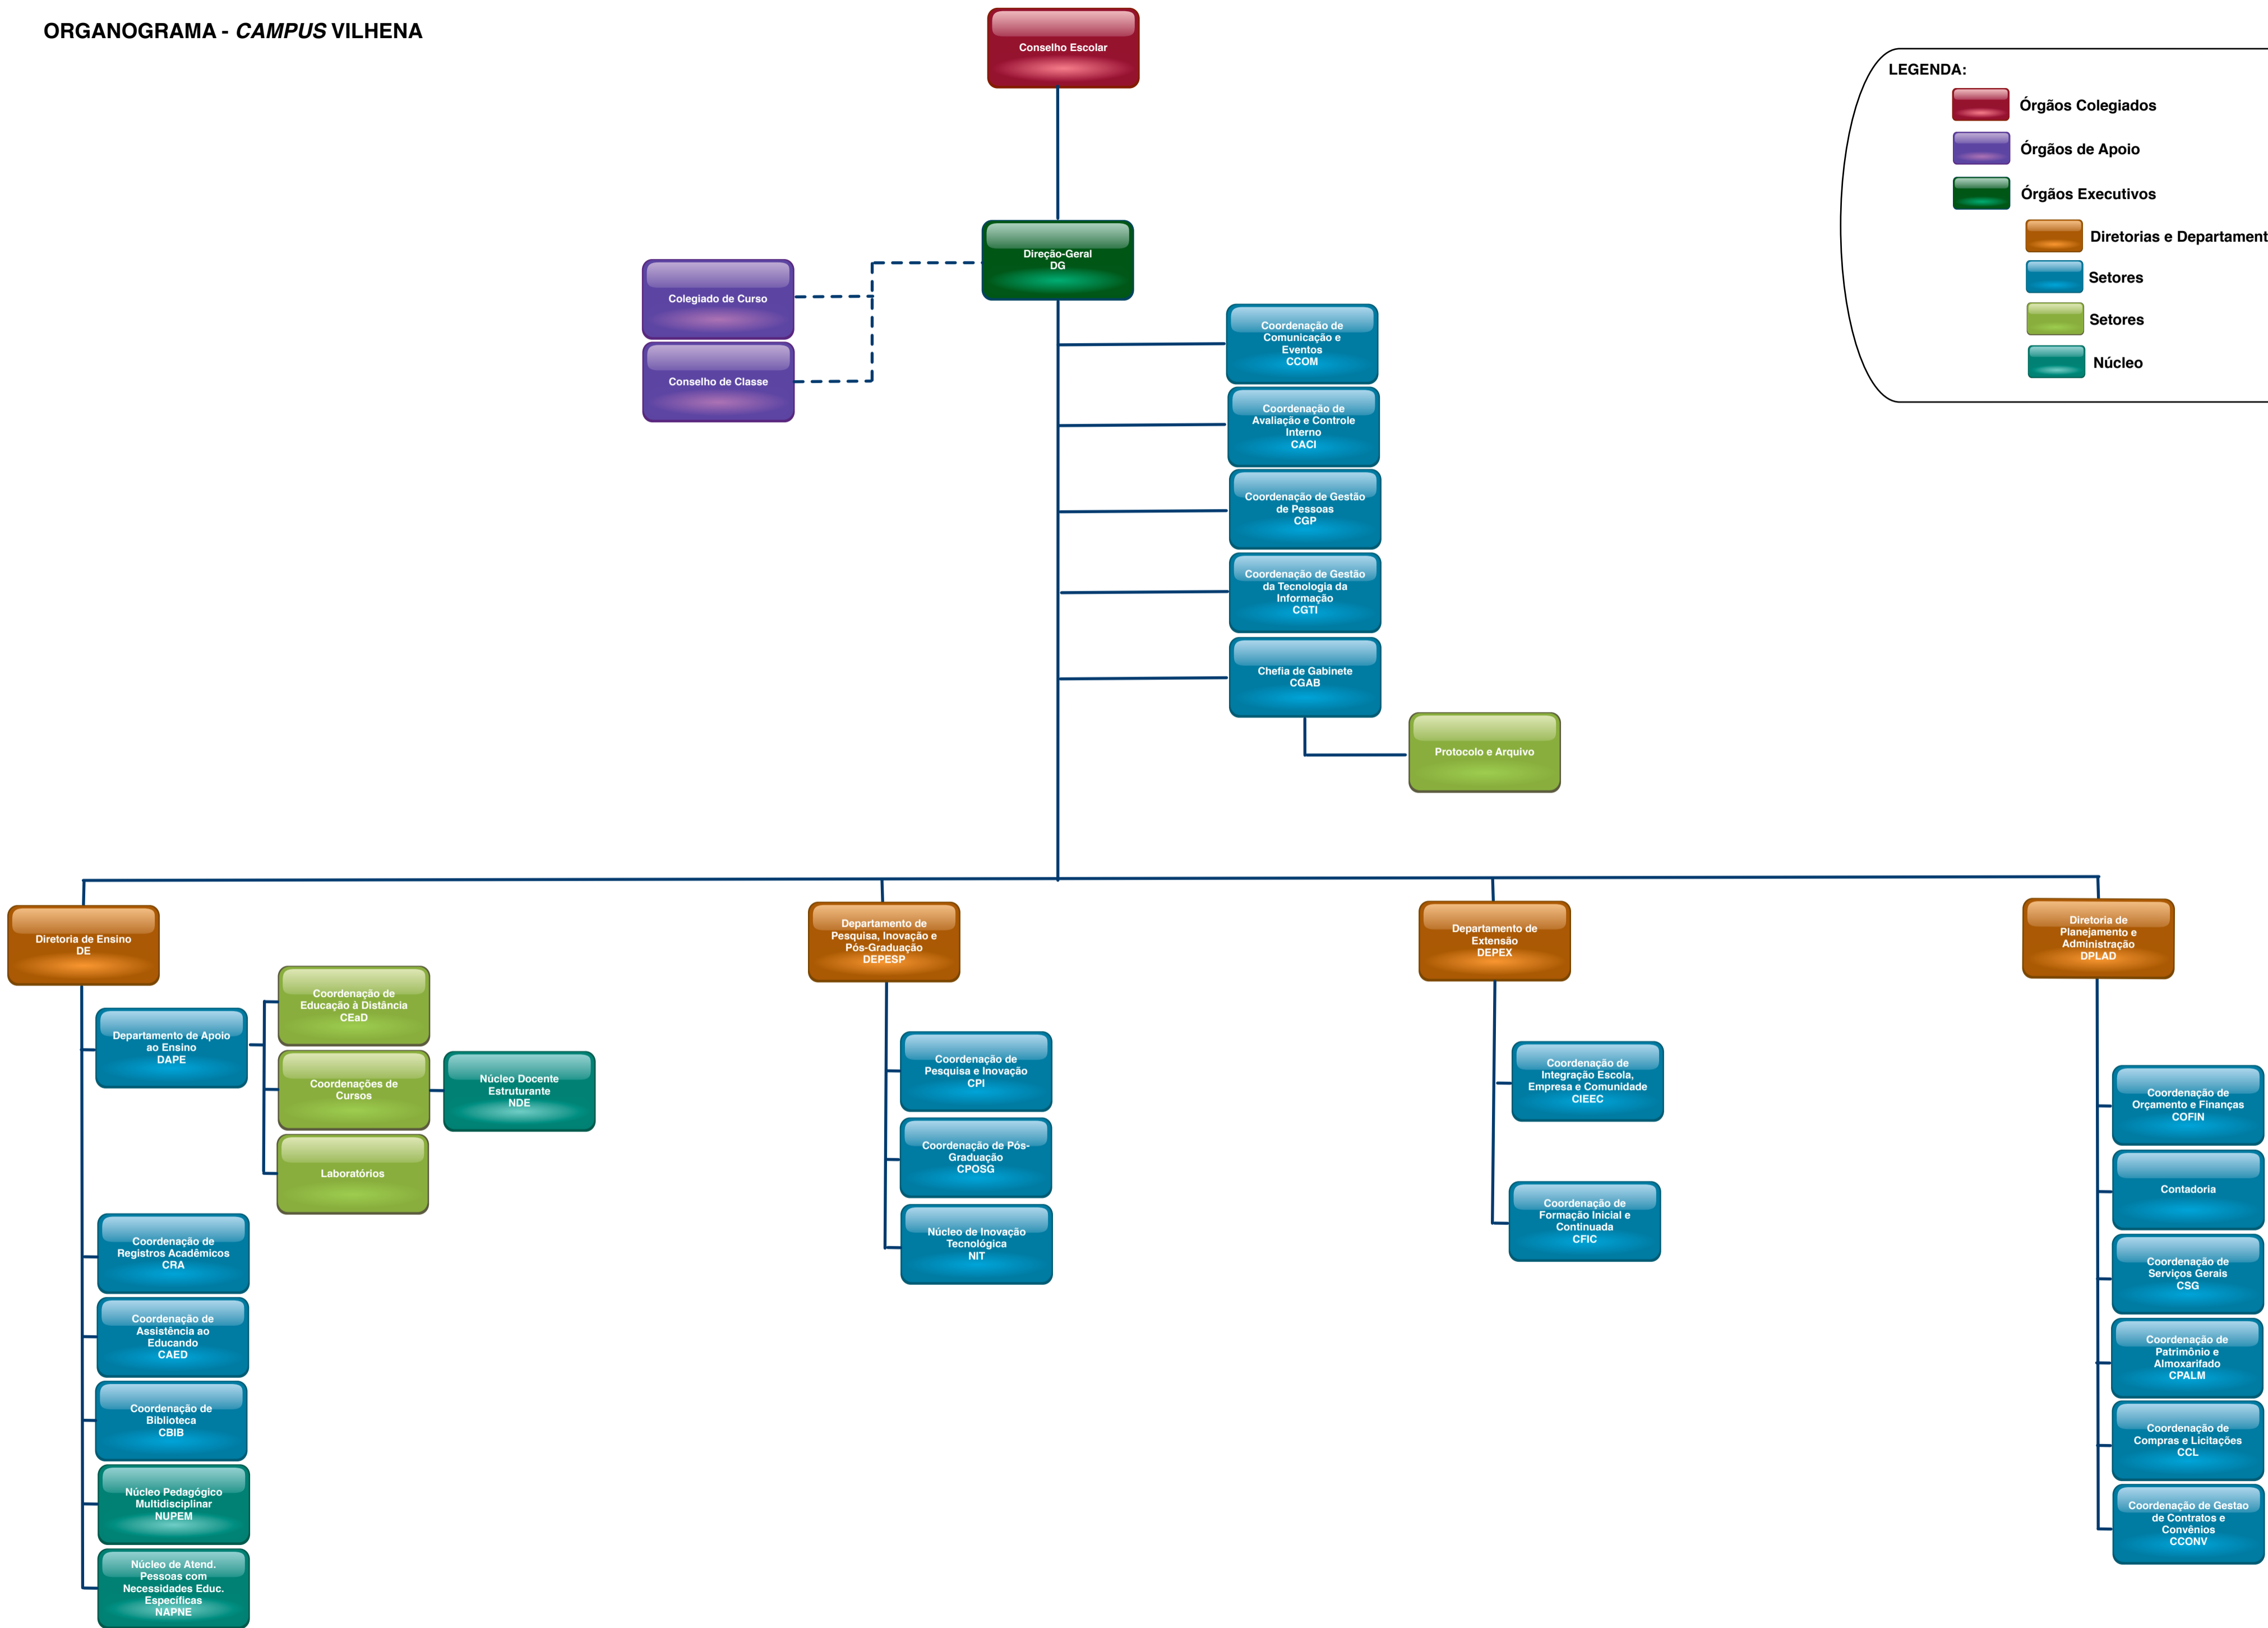 ORGANOGRAMA - CAMPUS VILHENA
Conselho Escolar
LEGENDA:
Órgãos Colegiados
Órgãos de Apoio
Órgãos Executivos
Diretorias e Departament
Setores
Setores
Núcleo
Direção-Geral
DG
Colegiado de Curso
Conselho de Classe
Coordenação de
Comunicação e
Eventos
CCOM
Coordenação de
Avaliação e Controle
Interno
CACI
Coordenação de Gestão
de Pessoas
CGP
Coordenação de Gestão
da Tecnologia da
Informação
CGTI
Chefia de Gabinete
CGAB
Protocolo e Arquivo
Diretoria de Ensino
DE
Departamento de Apoio
ao Ensino
DAPE
Coordenação de
Educação à Distância
CEaD
Coordenações de
Cursos
Núcleo Docente
Estruturante
NDE
Laboratórios
Coordenação de
Registros Acadêmicos
CRA
Coordenação de
Assistência ao
Educando
CAED
Coordenação de
Biblioteca
CBIB
Núcleo Pedagógico
Multidisciplinar
NUPEM
Núcleo de Atend.
Pessoas com
Necessidades Educ.
Específicas
NAPNE
Departamento de
Pesquisa, Inovação e
Pós-Graduação
DEPESP
Coordenação de
Pesquisa e Inovação
CPI
Coordenação de Pós-
Graduação
CPOSG
Núcleo de Inovação
Tecnológica
NIT
Departamento de
Extensão
DEPEX
Coordenação de
Integração Escola,
Empresa e Comunidade
CIEEC
Coordenação de
Formação Inicial e
Continuada
CFIC
Diretoria de
Planejamento e
Administração
DPLAD
Coordenação de
Orçamento e Finanças
COFIN
Contadoria
Coordenação de
Serviços Gerais
CSG
Coordenação de
Patrimônio e
Almoxarifado
CPALM
Coordenação de
Compras e Licitações
CCL
Coordenação de Gestao
de Contratos e
Convênios
CCONV